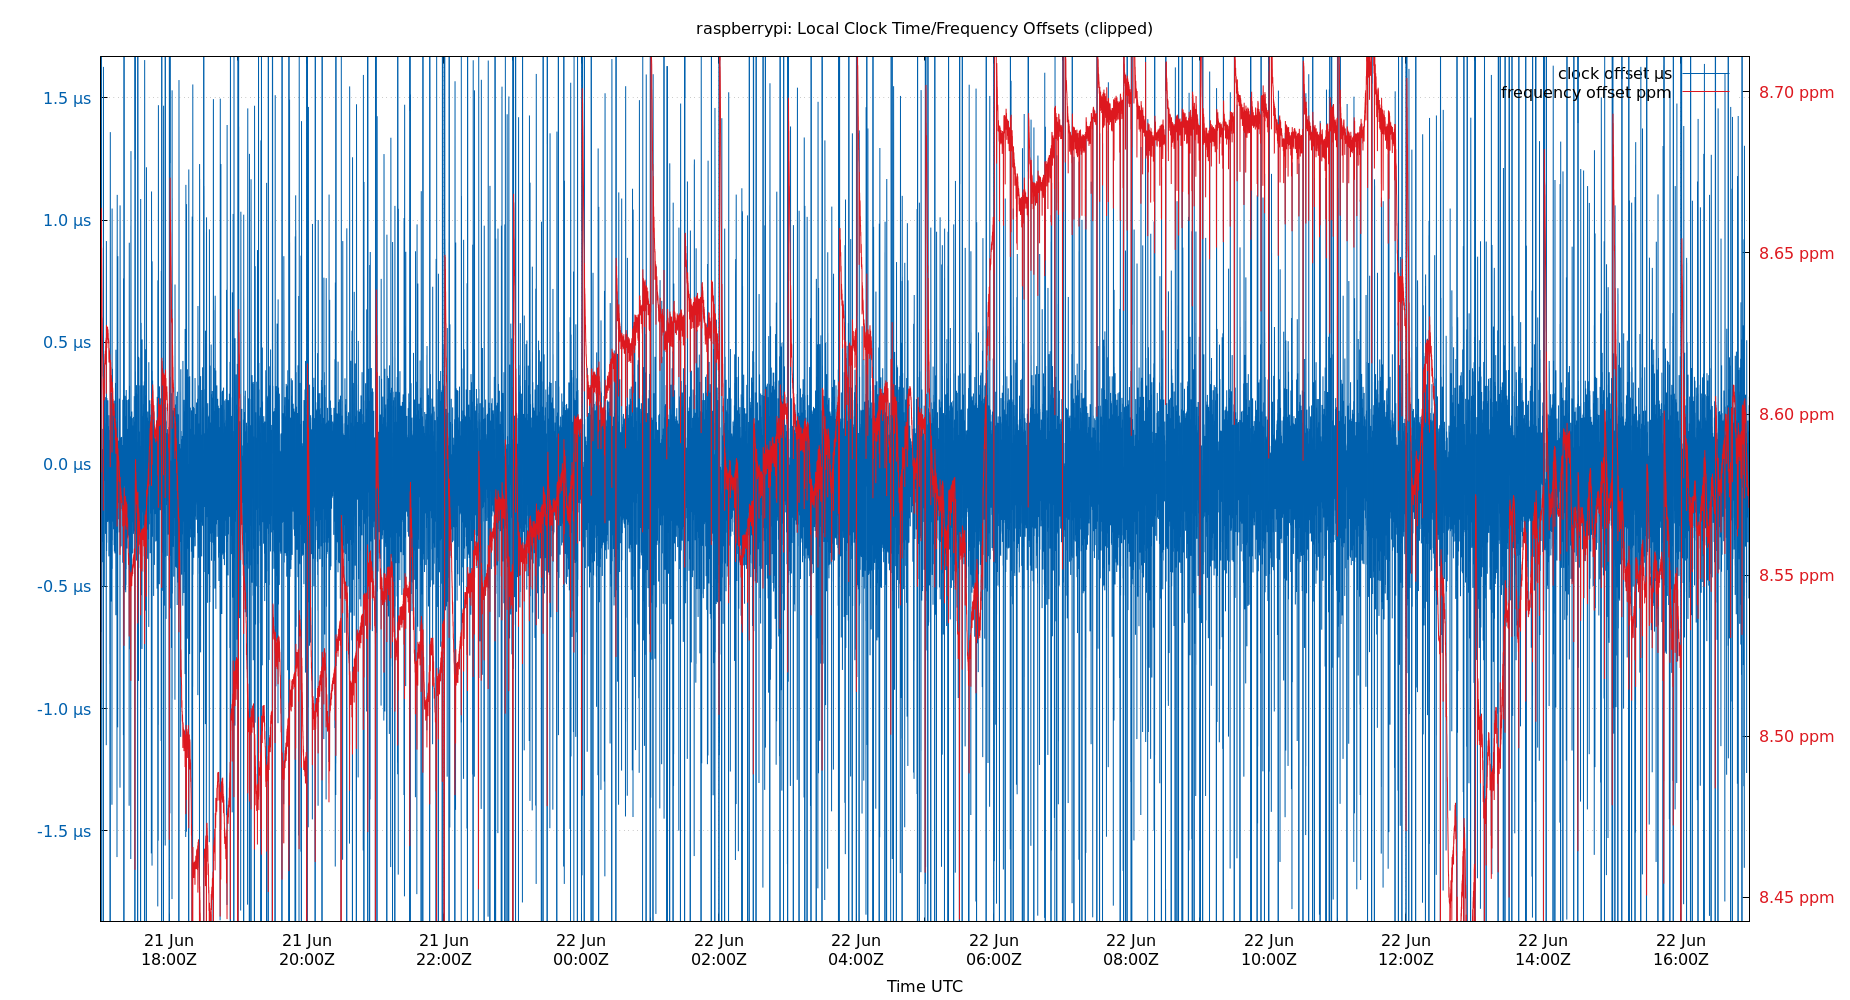 raspberrypi: Local Clock Time/Frequency Offsets (clipped)
clock offset µs
frequency offset ppm
1.5 µs
1.0 µs
0.5 µs
0.0 µs
-0.5 µs
-1.0 µs
-1.5 µs
8.70 ppm
8.65 ppm
8.60 ppm
8.55 ppm
8.50 ppm
8.45 ppm
21 Jun
18:00Z
21 Jun
20:00Z
21 Jun
22:00Z
22 Jun
00:00Z
22 Jun
02:00Z
22 Jun
04:00Z
22 Jun
06:00Z
22 Jun
08:00Z
22 Jun
10:00Z
22 Jun
12:00Z
22 Jun
14:00Z
22 Jun
16:00Z
Time UTC